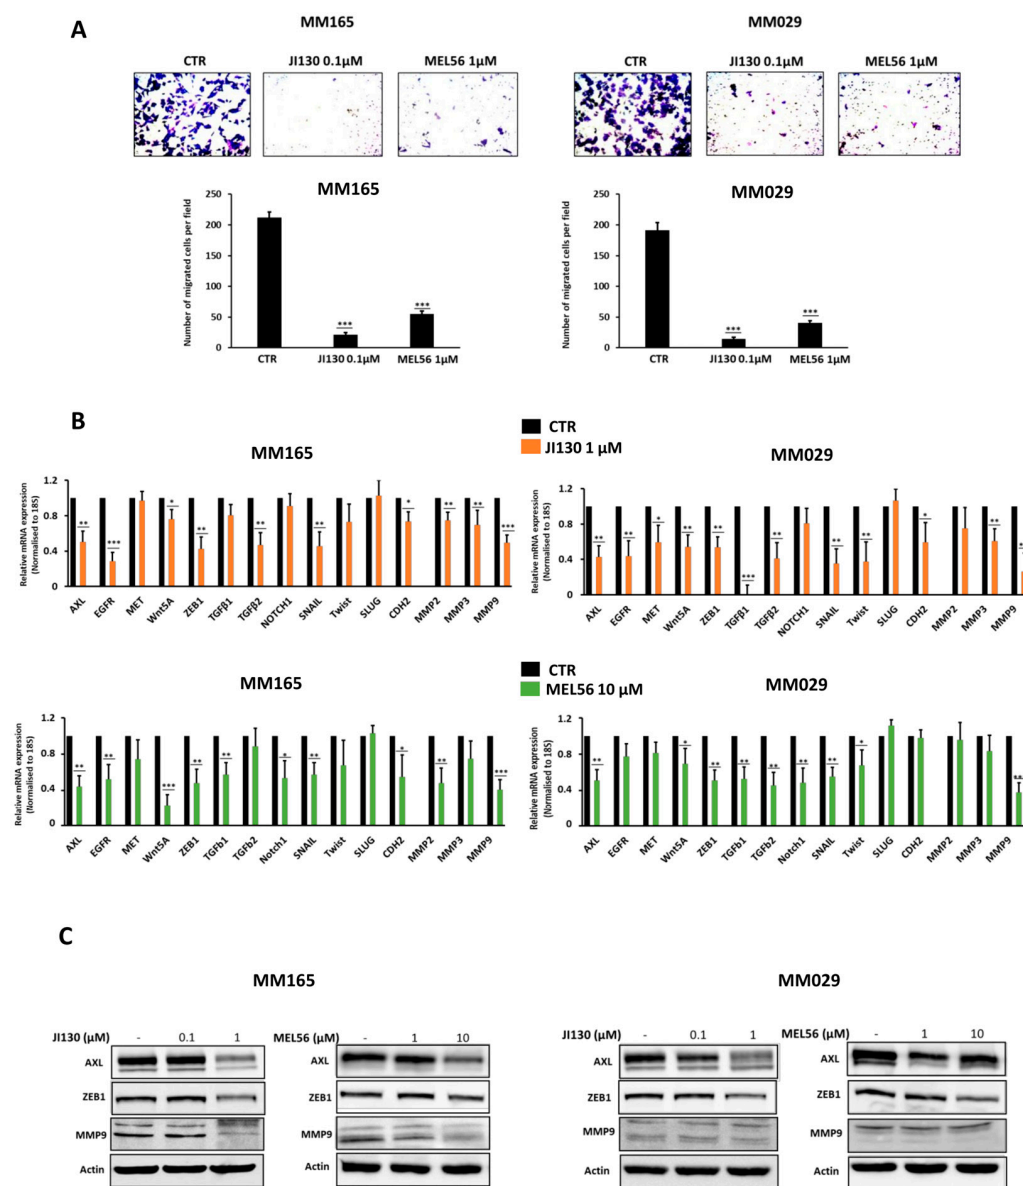 A
MM165
MM029
CTR
JI130 0.1µM
MEL56 1µM
CTR
JI130 0.1µM
MEL56 1µM
MM165
MM029
Number of migrated cells per field
250
200
150
100
50
0
***
***
CTR
JI130 0.1µM
MEL56 1µM
Number of migrated cells per field
250
200
150
100
50
0
***
***
CTR
JI130 0.1µM
MEL56 1µM
B
CTR
JI130 1 µM
MM165
MM029
Relative mRNA expression
(Normalised to 18S)
1.2
0.8
0.4
0
**
***
*
**
**
**
*
**
**
***
AXL
EGFR
MET
Wnt5A
ZEB1
TGFβ1
TGFβ2
NOTCH1
SNAIL
Twist
SLUG
CDH2
MMP2
MMP3
MMP9
Relative mRNA expression
(Normalised to 18S)
1.2
0.8
0.4
0
**
**
*
**
**
***
**
**
**
*
**
AXL
EGFR
MET
Wnt5A
ZEB1
TGFβ1
TGFβ2
NOTCH1
SNAIL
Twist
SLUG
CDH2
MMP2
MMP3
MMP9
CTR
MEL56 10 µM
MM165
MM029
Relative mRNA expression
(Normalised to 18S)
1.2
0.8
0.4
0
**
**
***
**
**
*
**
*
**
***
AXL
EGFR
MET
Wnt5A
ZEB1
TGFb1
TGFb2
Notch1
SNAIL
Twist
SLUG
CDH2
MMP2
MMP3
MMP9
Relative mRNA expression
(Normalised to 18S)
1.2
0.8
0.4
0
**
*
**
**
**
**
**
*
AXL
EGFR
MET
Wnt5A
ZEB1
TGFb1
TGFb2
Notch1
SNAIL
Twist
SLUG
CDH2
MMP2
MMP3
MMP9
C
MM165
MM029
JI130 (µM) - 0.1 1
AXL
ZEB1
MMP9
Actin
MEL56 (µM) - 1 10
AXL
ZEB1
MMP9
Actin
JI130 (µM) - 0.1 1
AXL
ZEB1
MMP9
Actin
MEL56 (µM) - 1 10
AXL
ZEB1
MMP9
Actin